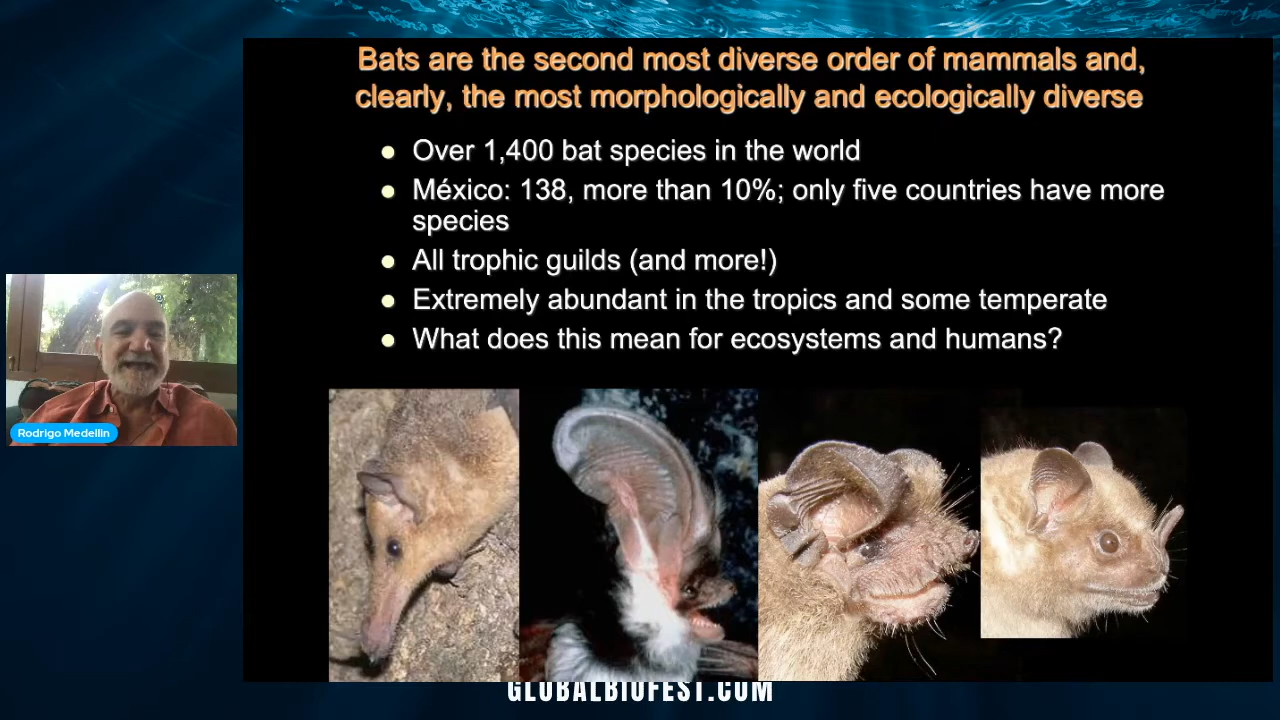 Bats are the second most diverse order of mammals and,
clearly, the most morphologically and ecologically diverse
● Over 1,400 bat species in the world
● México: 138, more than 10%; only five countries have more
species
● All trophic guilds (and more!)
● Extremely abundant in the tropics and some temperate
● What does this mean for ecosystems and humans?
Rodrigo Medellin
GLOBALBIOFEST.COM